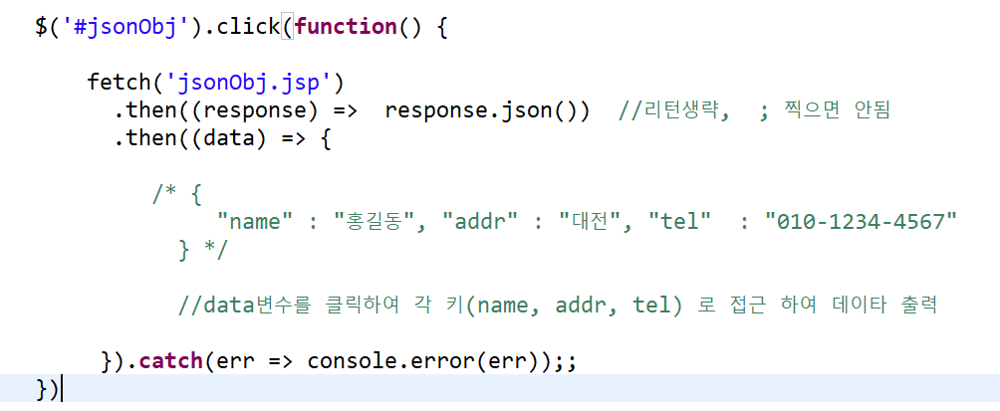 $('#jsonObj').click(function() {
fetch('jsonObj.jsp')
.then((response) =>  response.json())  //리턴생략,  ; 찍으면 안됨
.then((data) => {
/* {
"name" : "홍길동", "addr" : "대전", "tel"  : "010-1234-4567"
} */
//data변수를 클릭하여 각 키(name, addr, tel) 로 접근 하여 데이타 출력
}).catch(err => console.error(err));;
})